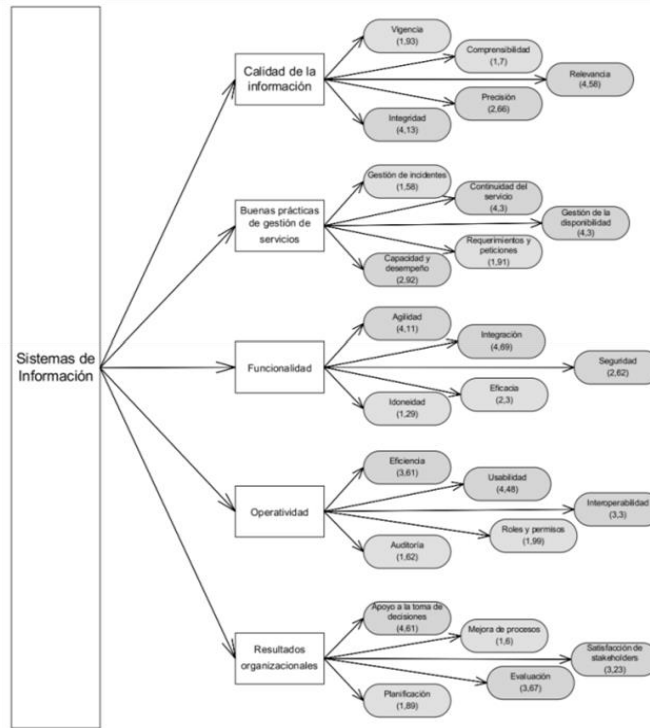 Sistemas de
Información
Calidad de la
información
Vigencia
(1,93)
Comprensibilidad
(1,7)
Relevancia
(4,58)
Precisión
(2,66)
Integridad
(4,13)
Buenas prácticas
de gestión de
servicios
Gestión de incidentes
(1,58)
Continuidad del
servicio
(4,3)
Gestión de la
disponibilidad
(4,3)
Requerimientos y
peticiones
(1,91)
Capacidad y
desempeño
(2,92)
Funcionalidad
Agilidad
(4,11)
Integración
(4,69)
Seguridad
(2,62)
Eficacia
(2,3)
Idoneidad
(1,29)
Operatividad
Eficiencia
(3,61)
Usabilidad
(4,48)
Interoperabilidad
(3,3)
Roles y permisos
(1,99)
Auditoría
(1,62)
Resultados
organizacionales
Apoyo a la toma de
decisiones
(4,61)
Mejora de procesos
(1,6)
Satisfacción de
stakeholders
(3,23)
Evaluación
(3,67)
Planificación
(1,89)